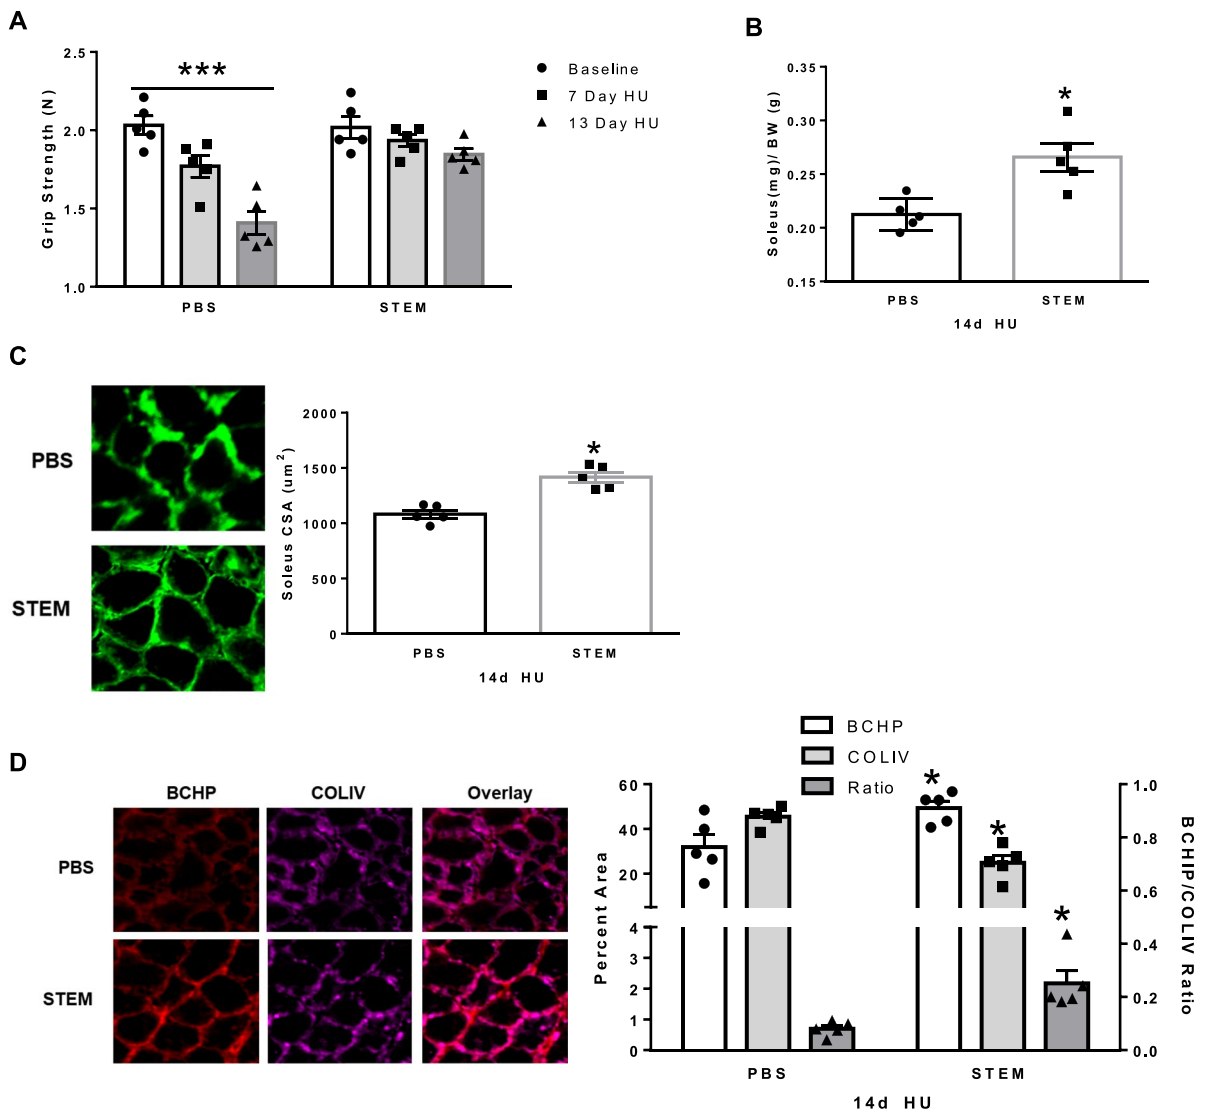 A
2.5
2.0
1.5
1.0
Grip Strength (N)
***
PBS
STEM
Baseline
7 Day HU
13 Day HU
B
0.35
0.30
0.25
0.20
0.15
Soleus(mg)/ BW (g)
*
PBS
STEM
14d HU
C
PBS
STEM
2000
1500
1000
500
0
Soleus CSA (um²)
*
PBS
STEM
14d HU
D
BCHP
COLIV
Overlay
PBS
STEM
BCHP
COLIV
Ratio
60
40
20
4
3
2
1
0
Percent Area
*
*
*
1.0
0.8
0.6
0.4
0.2
0.0
BCHIP/COLIV Ratio
PBS
STEM
14d HU